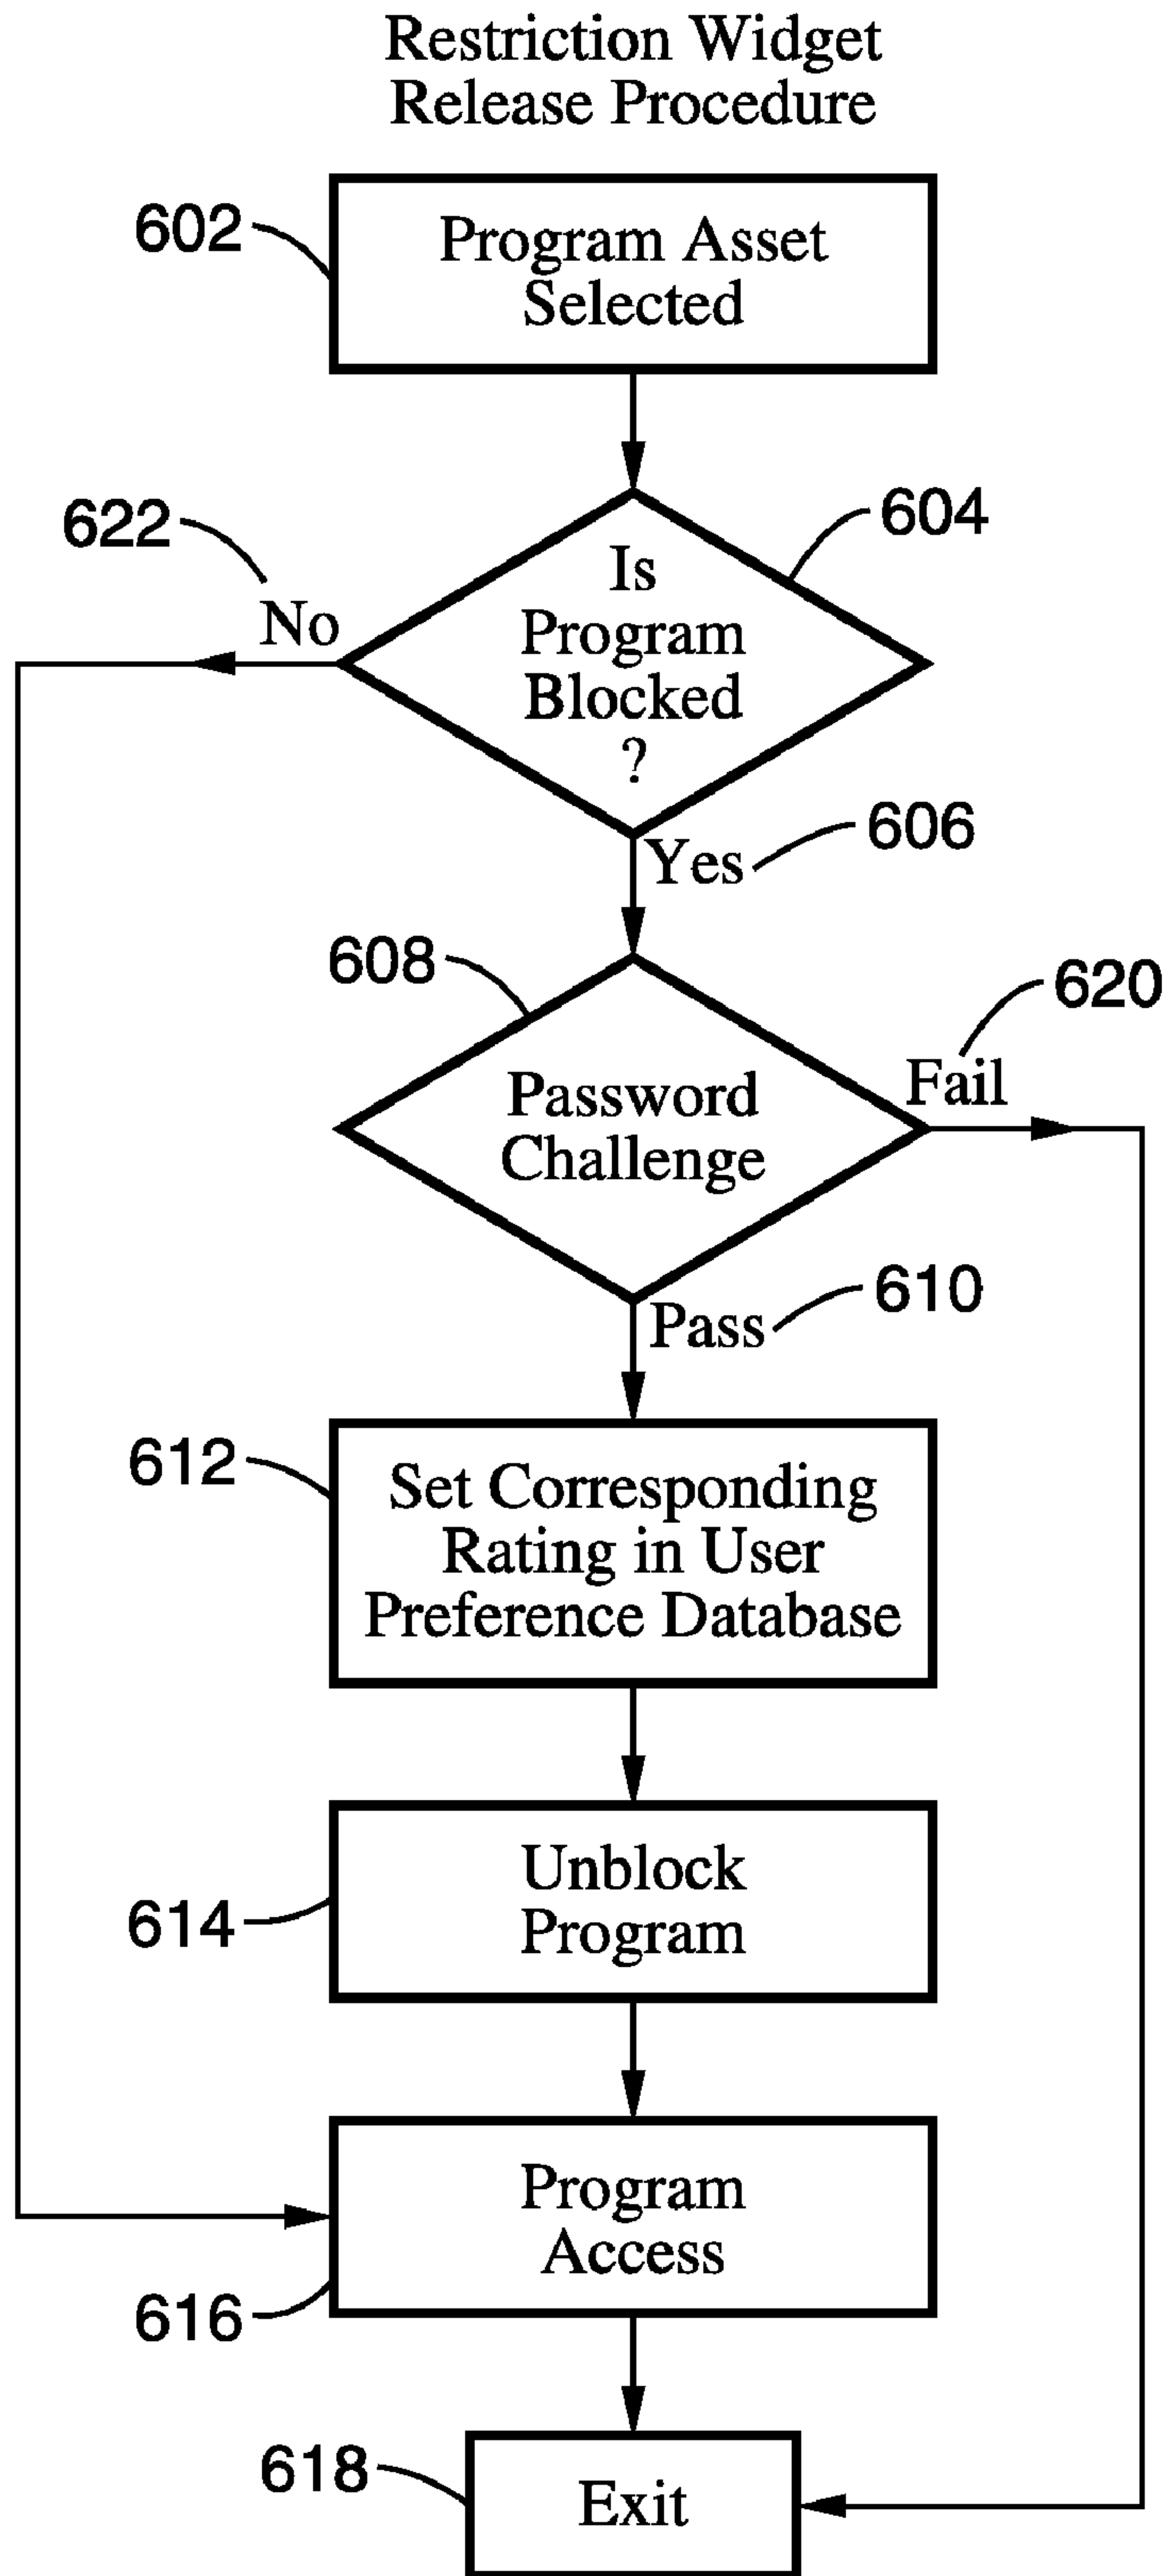 Restriction Widget
Release Procedure
602
Program Asset
Selected
622
604
Is
Program
Blocked
?
No
Yes
606
608
620
Password
Challenge
Fail
Pass
610
612
Set Corresponding
Rating in User
Preference Database
614
Unblock
Program
Program
Access
616
618
Exit